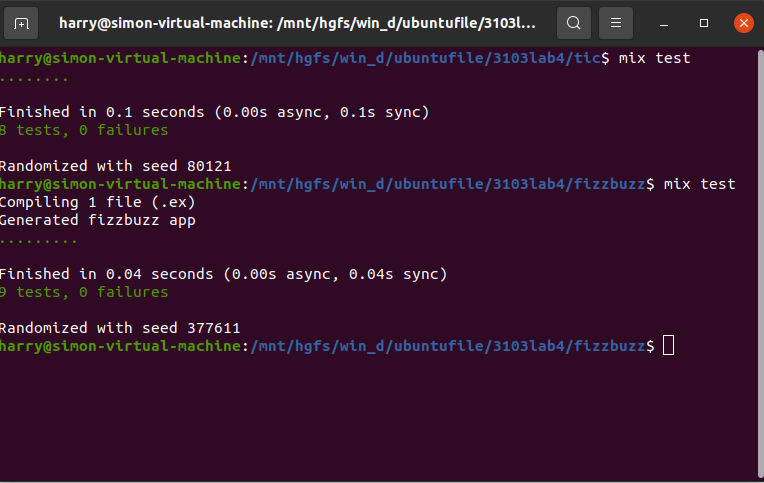 harry@simon-virtual-machine: /mnt/hgfs/win_d/ubuntufile/3103l...
harry@simon-virtual-machine:/mnt/hgfs/win_d/ubuntufile/3103lab4/tic$ mix test
........
Finished in 0.1 seconds (0.00s async, 0.1s sync)
8 tests, 0 failures
Randomized with seed 80121
harry@simon-virtual-machine:/mnt/hgfs/win_d/ubuntufile/3103lab4/fizzbuzz$ mix test
Compiling 1 file (.ex)
Generated fizzbuzz app
.........
Finished in 0.04 seconds (0.00s async, 0.04s sync)
9 tests, 0 failures
Randomized with seed 377611
harry@simon-virtual-machine:/mnt/hgfs/win_d/ubuntufile/3103lab4/fizzbuzz$